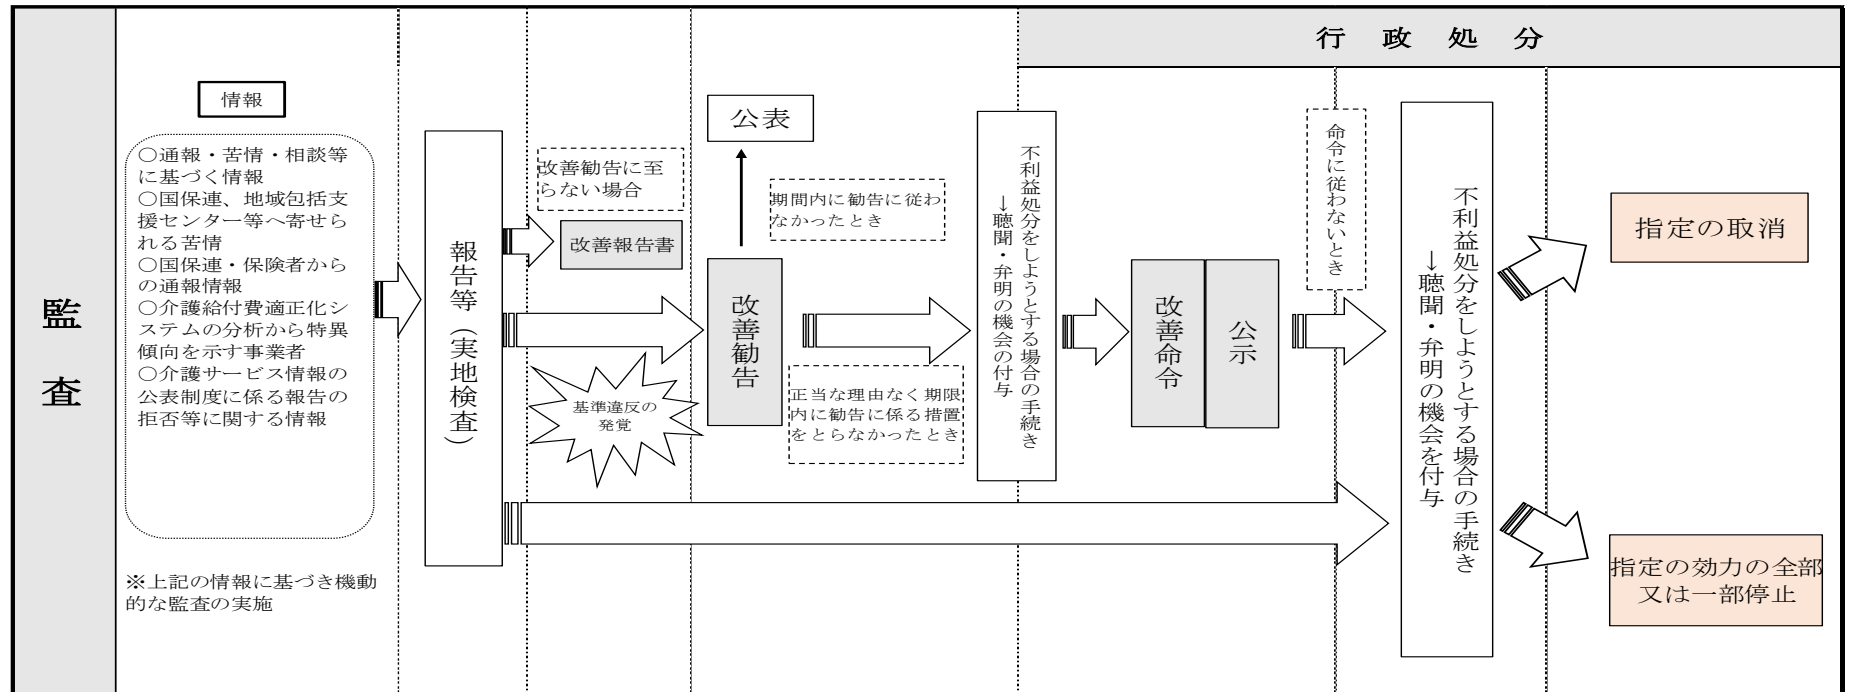 監査
行政処分
情報
○通報・苦情・相談等
に基づく情報
○国保連、地域包括支
援センター等へ寄せら
れる苦情
○国保連・保険者から
の通報情報
○介護給付費適正化シ
ステムの分析から特異
傾向を示す事業者
○介護サービス情報の
公表制度に係る報告の
拒否等に関する情報
※上記の情報に基づき機動
的な監査の実施
報告等（実地検査）
改善勧告に至
らない場合
改善報告書
基準違反の
発覚
公表
期間内に勧告に従わ
なかったとき
改善勧告
正当な理由なく期限
内に勧告に係る措置
をとらなかったとき
不利益処分をしようとする場合の手続き
→聴聞・弁明の機会の付与
改善命令
公示
命令に従わないとき
不利益処分をしようとする場合の手続き
→聴聞・弁明の機会を付与
指定の取消
指定の効力の全部
又は一部停止